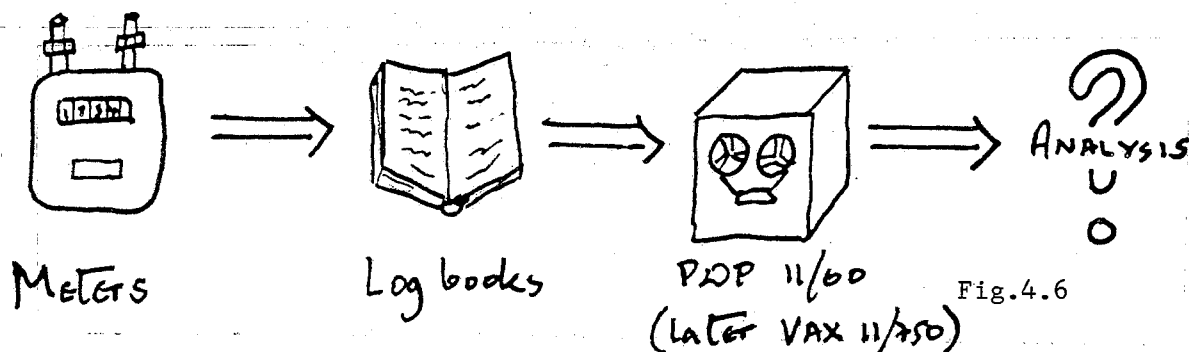 ANALYSIS
Meters
Log books
PDP 11/60
(Later VAX 11/750)
Fig.4.6